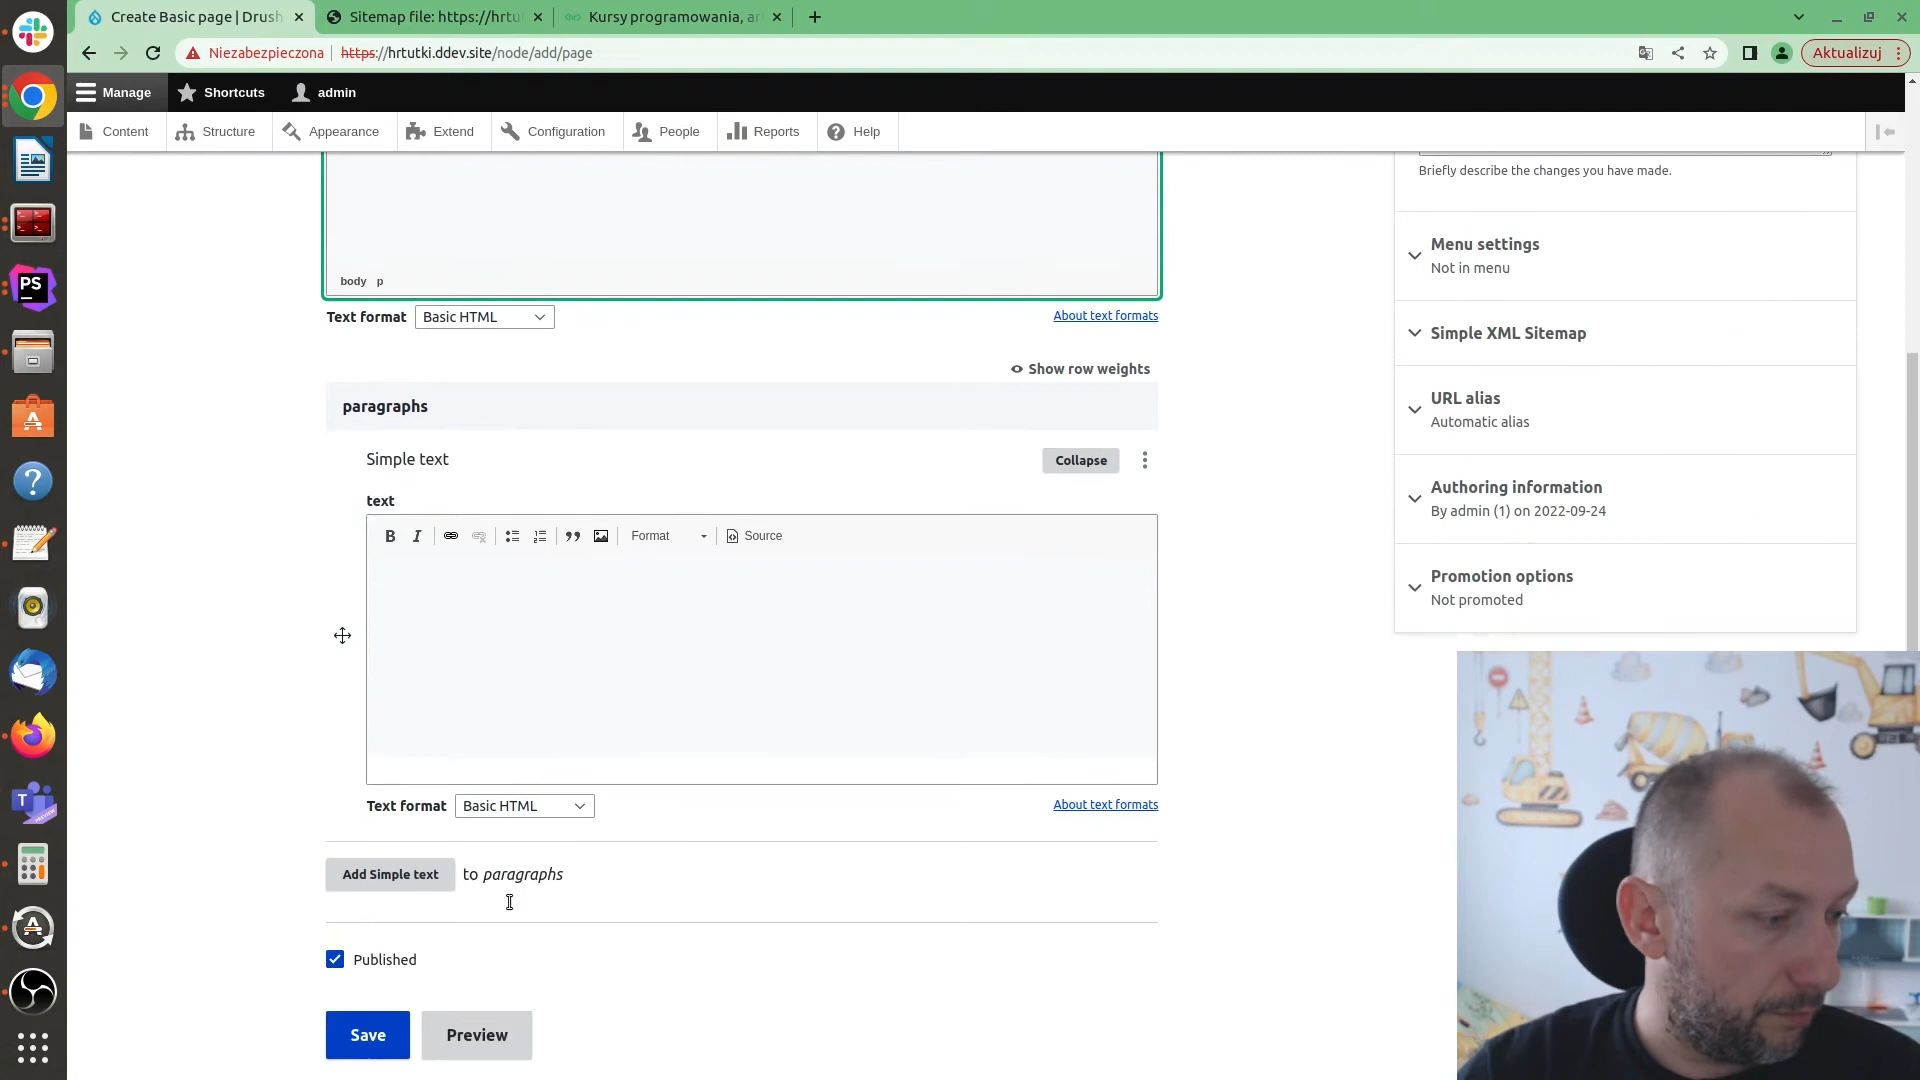 Create Basic page | Drush
Sitemap file: https://hrtut
Kursy programowania, ar
Niezabezpieczona
https://hrtutki.ddev.site/node/add/page
Aktualizuj
Manage
Shortcuts
admin
Content
Structure
Appearance
Extend
Configuration
People
Reports
Help
Briefly describe the changes you have made.
body p
Text format
Basic HTML
About text formats
Show row weights
paragraphs
Simple text
Collapse
text
B I
Format
Source
Text format
Basic HTML
About text formats
Add Simple text
to paragraphs
Published
Save
Preview
Menu settings
Not in menu
Simple XML Sitemap
URL alias
Automatic alias
Authoring information
By admin (1) on 2022-09-24
Promotion options
Not promoted
PS
T
PREVIEW